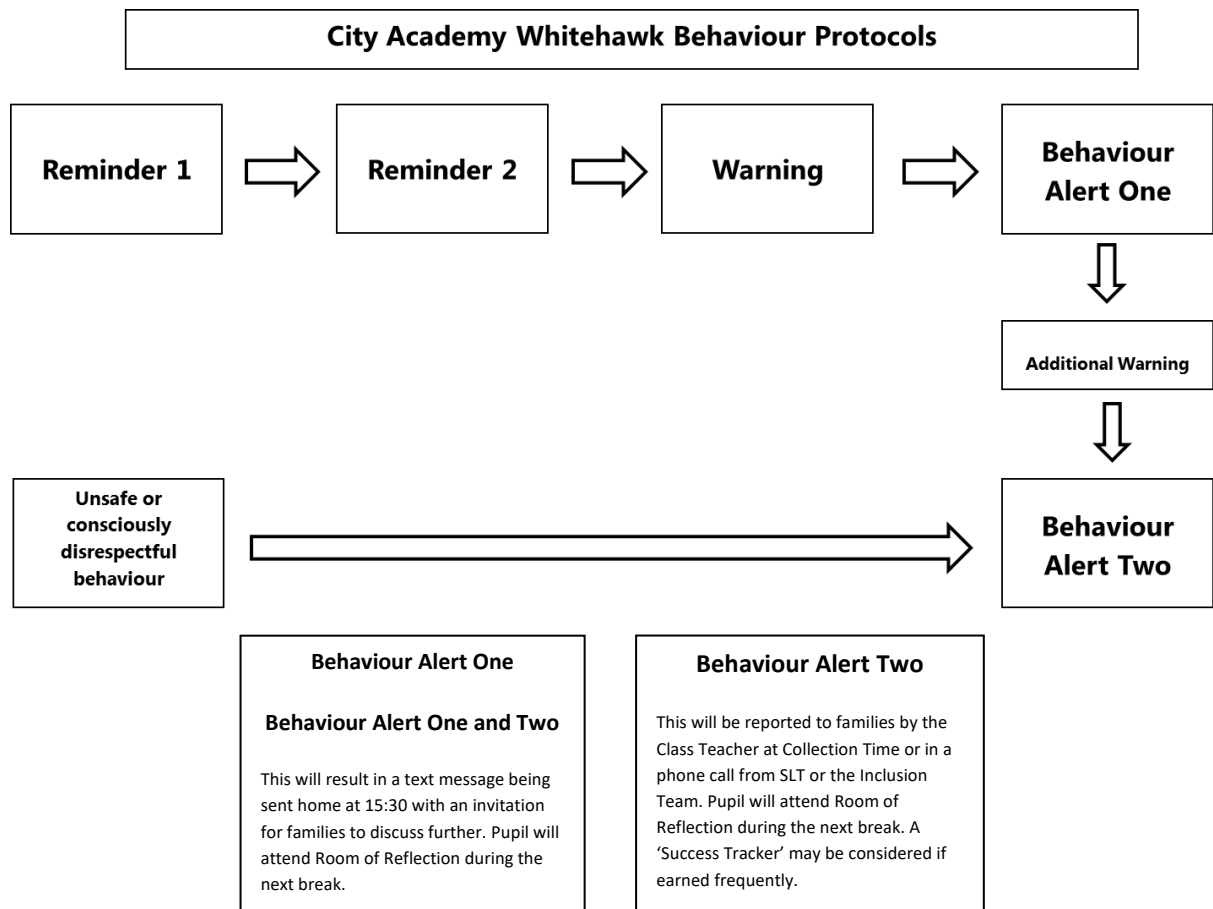 City Academy Whitehawk Behaviour Protocols
Reminder 1
Reminder 2
Warning
Behaviour
Alert One
Additional Warning
Unsafe or
consciously
disrespectful
behaviour
Behaviour
Alert Two
Behaviour Alert One
Behaviour Alert One and Two
This will result in a text message being
sent home at 15:30 with an invitation
for families to discuss further. Pupil will
attend Room of Reflection during the
next break.
Behaviour Alert Two
This will be reported to families by the
Class Teacher at Collection Time or in a
phone call from SLT or the Inclusion
Team. Pupil will attend Room of
Reflection during the next break. A
‘Success Tracker’ may be considered if
earned frequently.